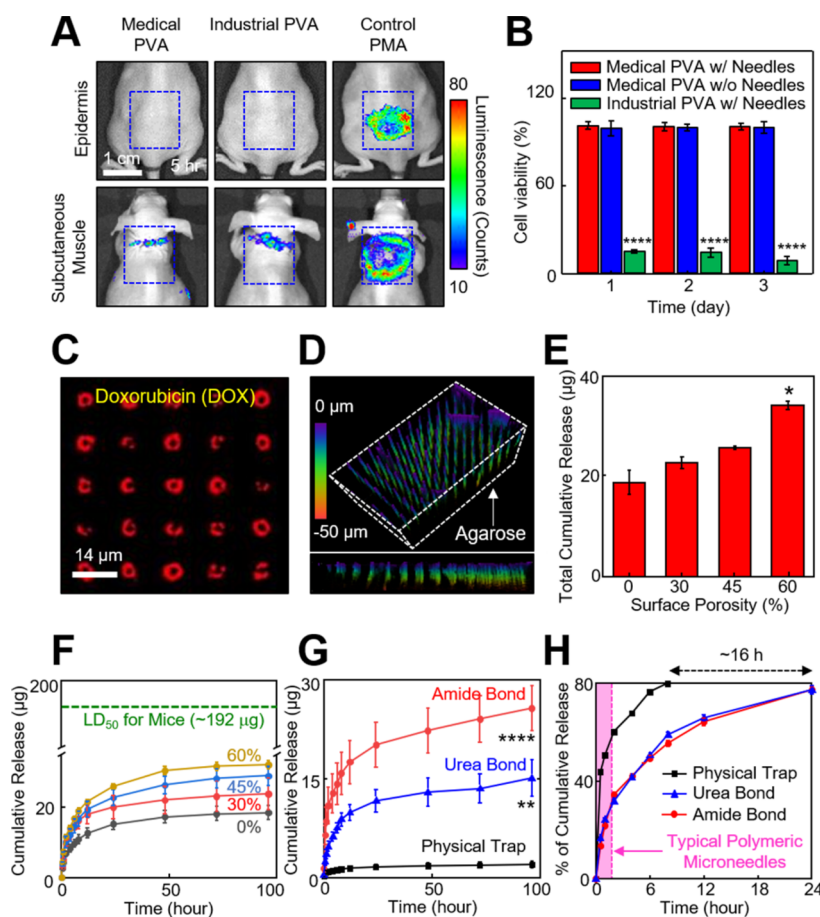 A
Medical PVA
Industrial PVA
Control PMA
Epidermis
1 cm
5 hr
Subcutaneous Muscle
80
Luminescence (Counts)
10
B
Cell viability (%)
120
60
0
Medical PVA w/ Needles
Medical PVA w/o Needles
Industrial PVA w/ Needles
****
****
****
1 2 3
Time (day)
C
Doxorubicin (DOX)
14 µm
D
0 µm
-50 µm
Agarose
E
Total Cumulative Release (µg)
40
20
0
*
0 30 45 60
Surface Porosity (%)
F
Cumulative Release (µg)
200
20
0
LD50 for Mice (~192 µg)
60%
45%
30%
0%
0 50 100
Time (hour)
G
Cumulative Release (µg)
30
15
0
Amide Bond
****
Urea Bond
**
Physical Trap
0 50 100
Time (hour)
H
~16 h
% of Cumulative Release
80
40
0
Physical Trap
Urea Bond
Amide Bond
Typical Polymeric
Microneedles
0 6 12 24
Time (hour)